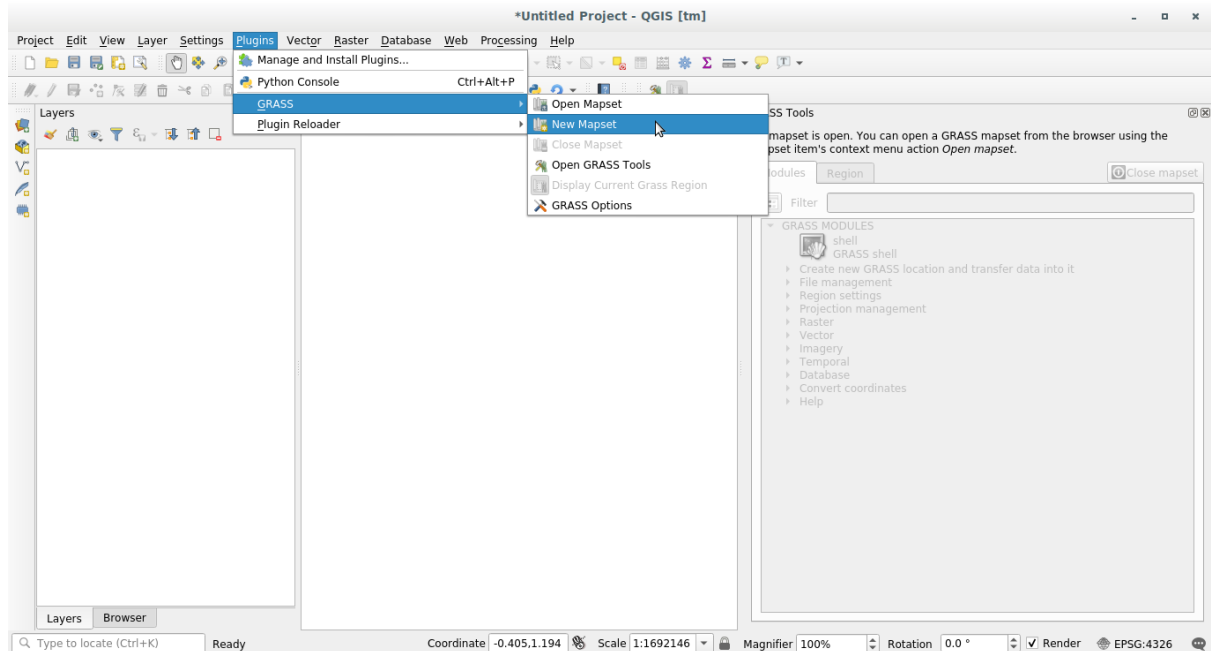 *Untitled Project - QGIS [tm]
Project Edit View Layer Settings Plugins Vector Raster Database Web Processing Help
Manage and Install Plugins...
Python Console Ctrl+Alt+P
GRASS
Plugin Reloader
Open Mapset
New Mapset
Close Mapset
Open GRASS Tools
Display Current Grass Region
GRASS Options
Layers
SS Tools
mapset is open. You can open a GRASS mapset from the browser using the
pset item's context menu action Open mapset.
odules Region Close mapset
Filter
GRASS MODULES
shell
GRASS shell
Create new GRASS location and transfer data into it
File management
Region settings
Projection management
Raster
Vector
Imagery
Temporal
Database
Convert coordinates
Help
Layers Browser
Type to locate (Ctrl+K) Ready Coordinate -0.405,1.194 Scale 1:1692146 Magnifier 100% Rotation 0.0 ° Render EPSG:4326